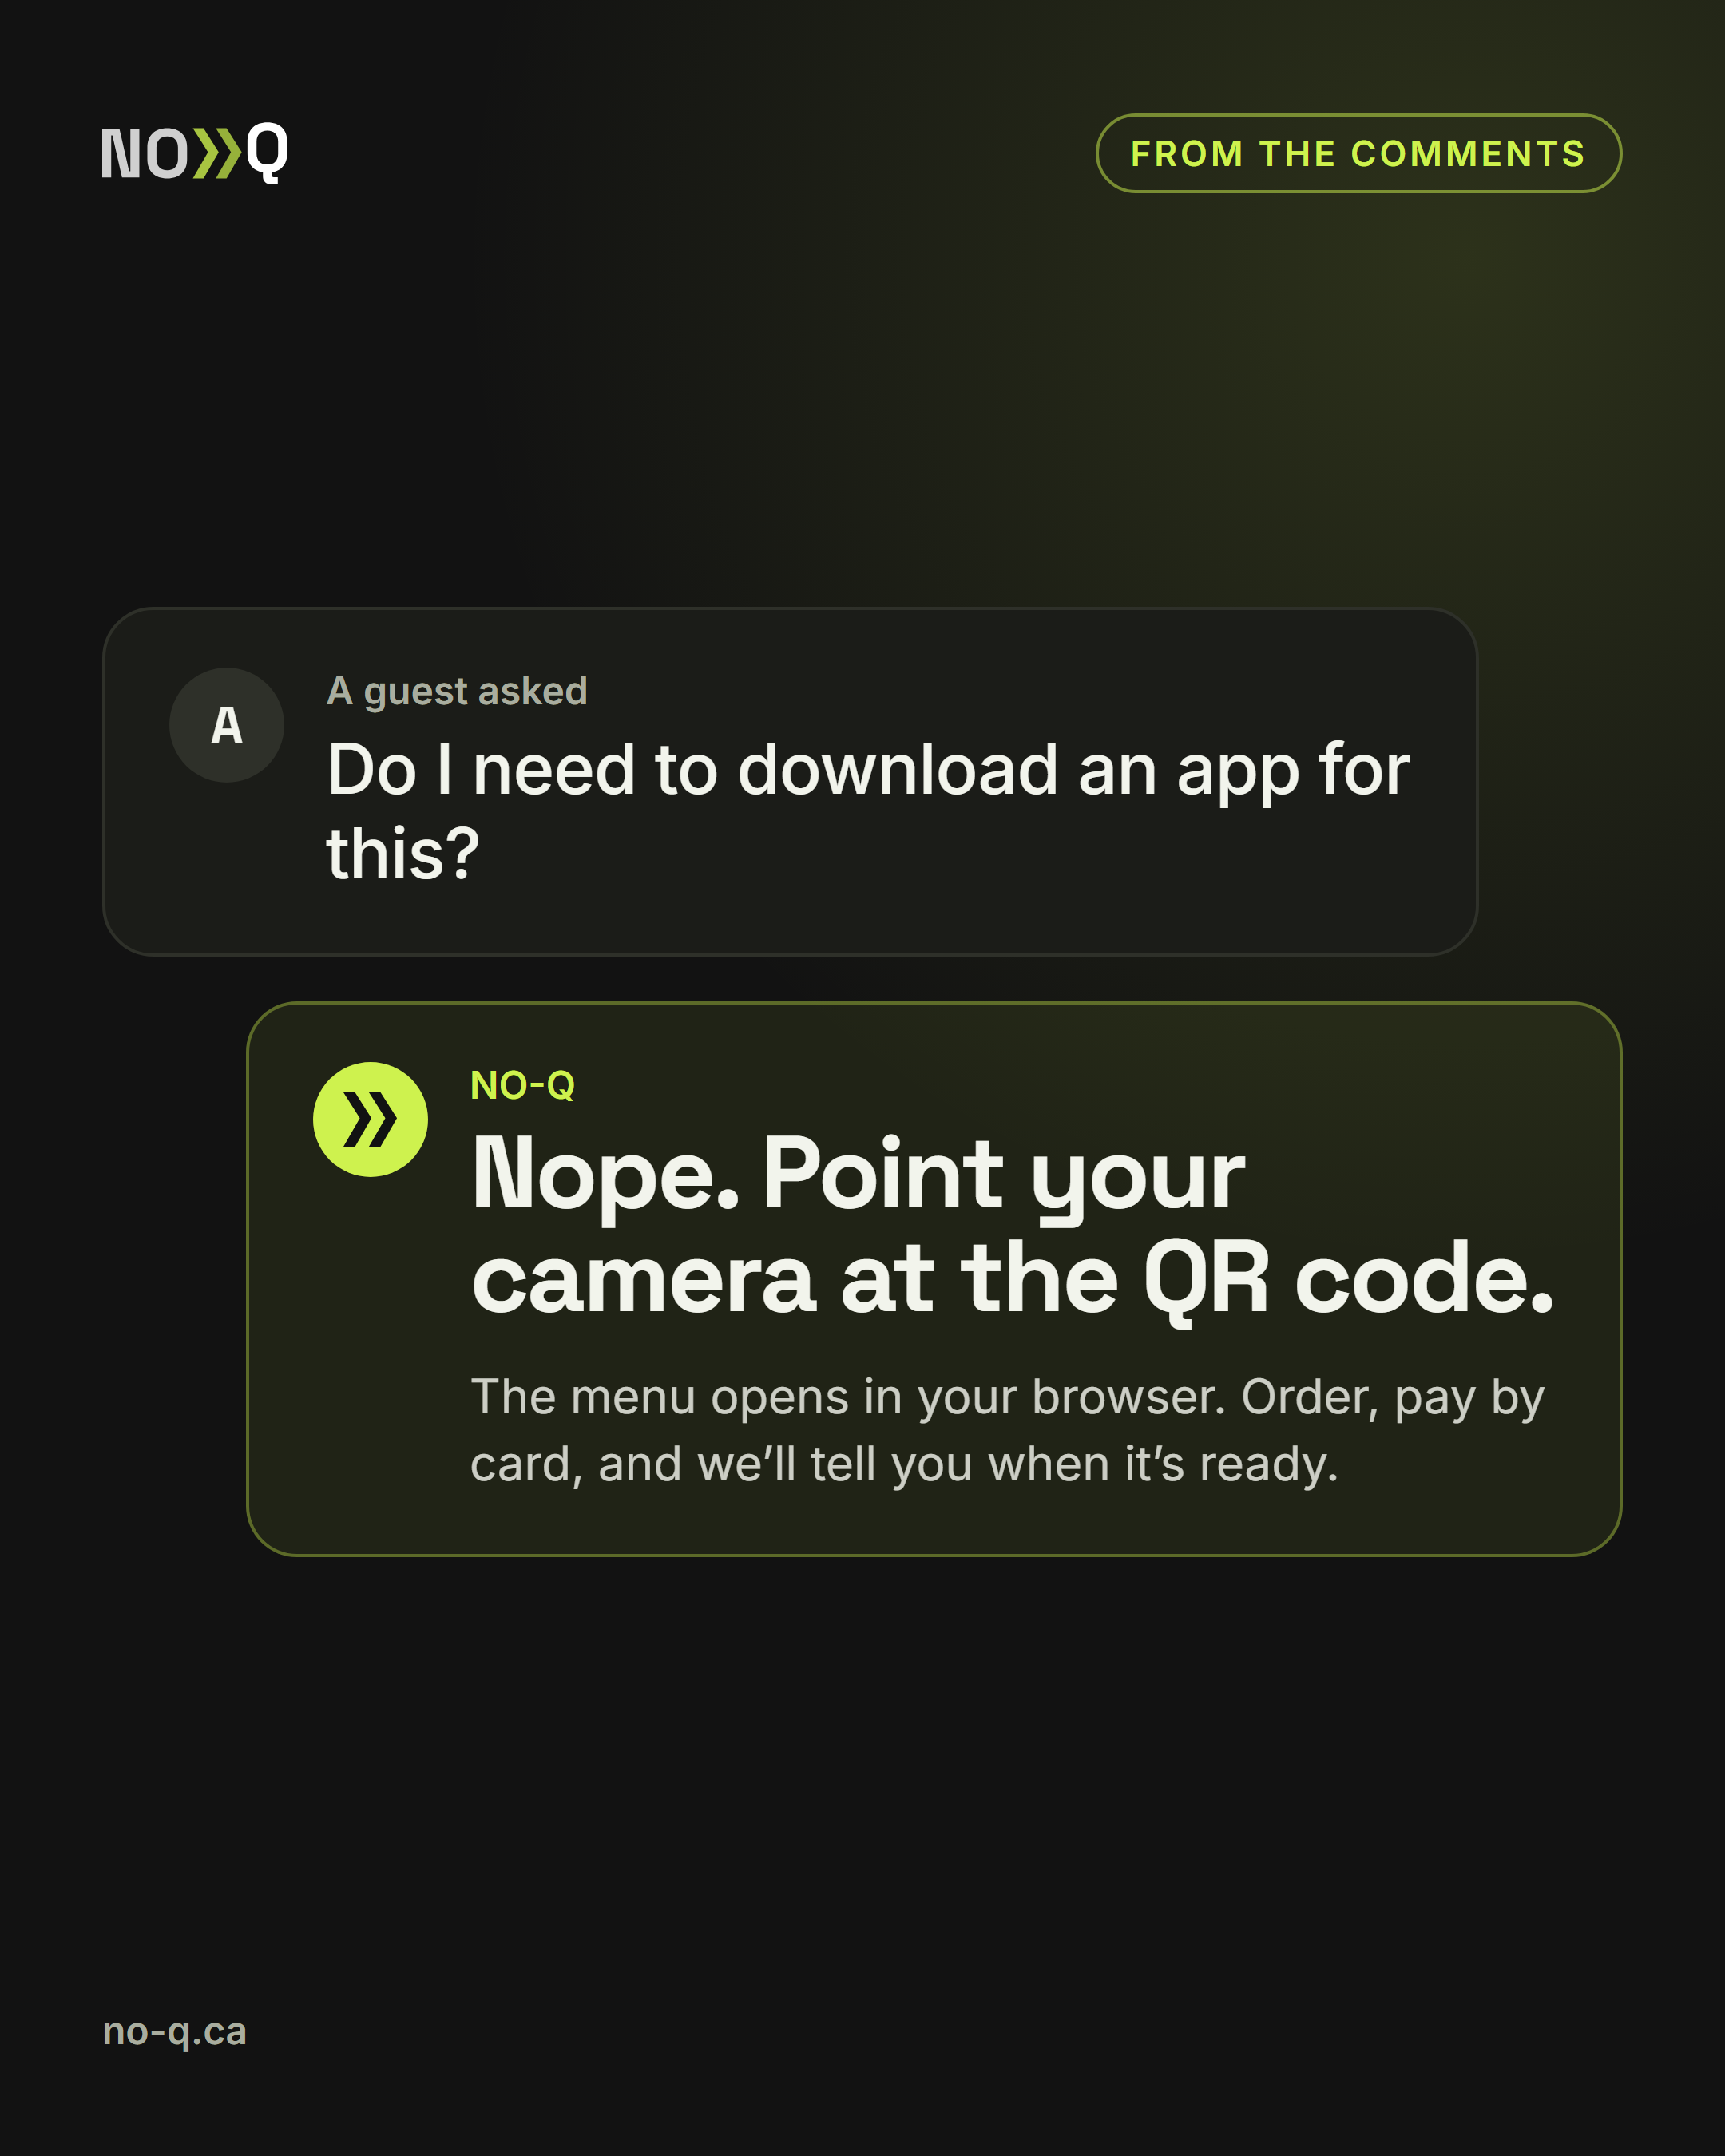 NO»Q
FROM THE COMMENTS
A
A guest asked
Do I need to download an app for
this?
NO-Q
Nope. Point your
camera at the QR code.
The menu opens in your browser. Order, pay by
card, and we’ll tell you when it’s ready.
no-q.ca